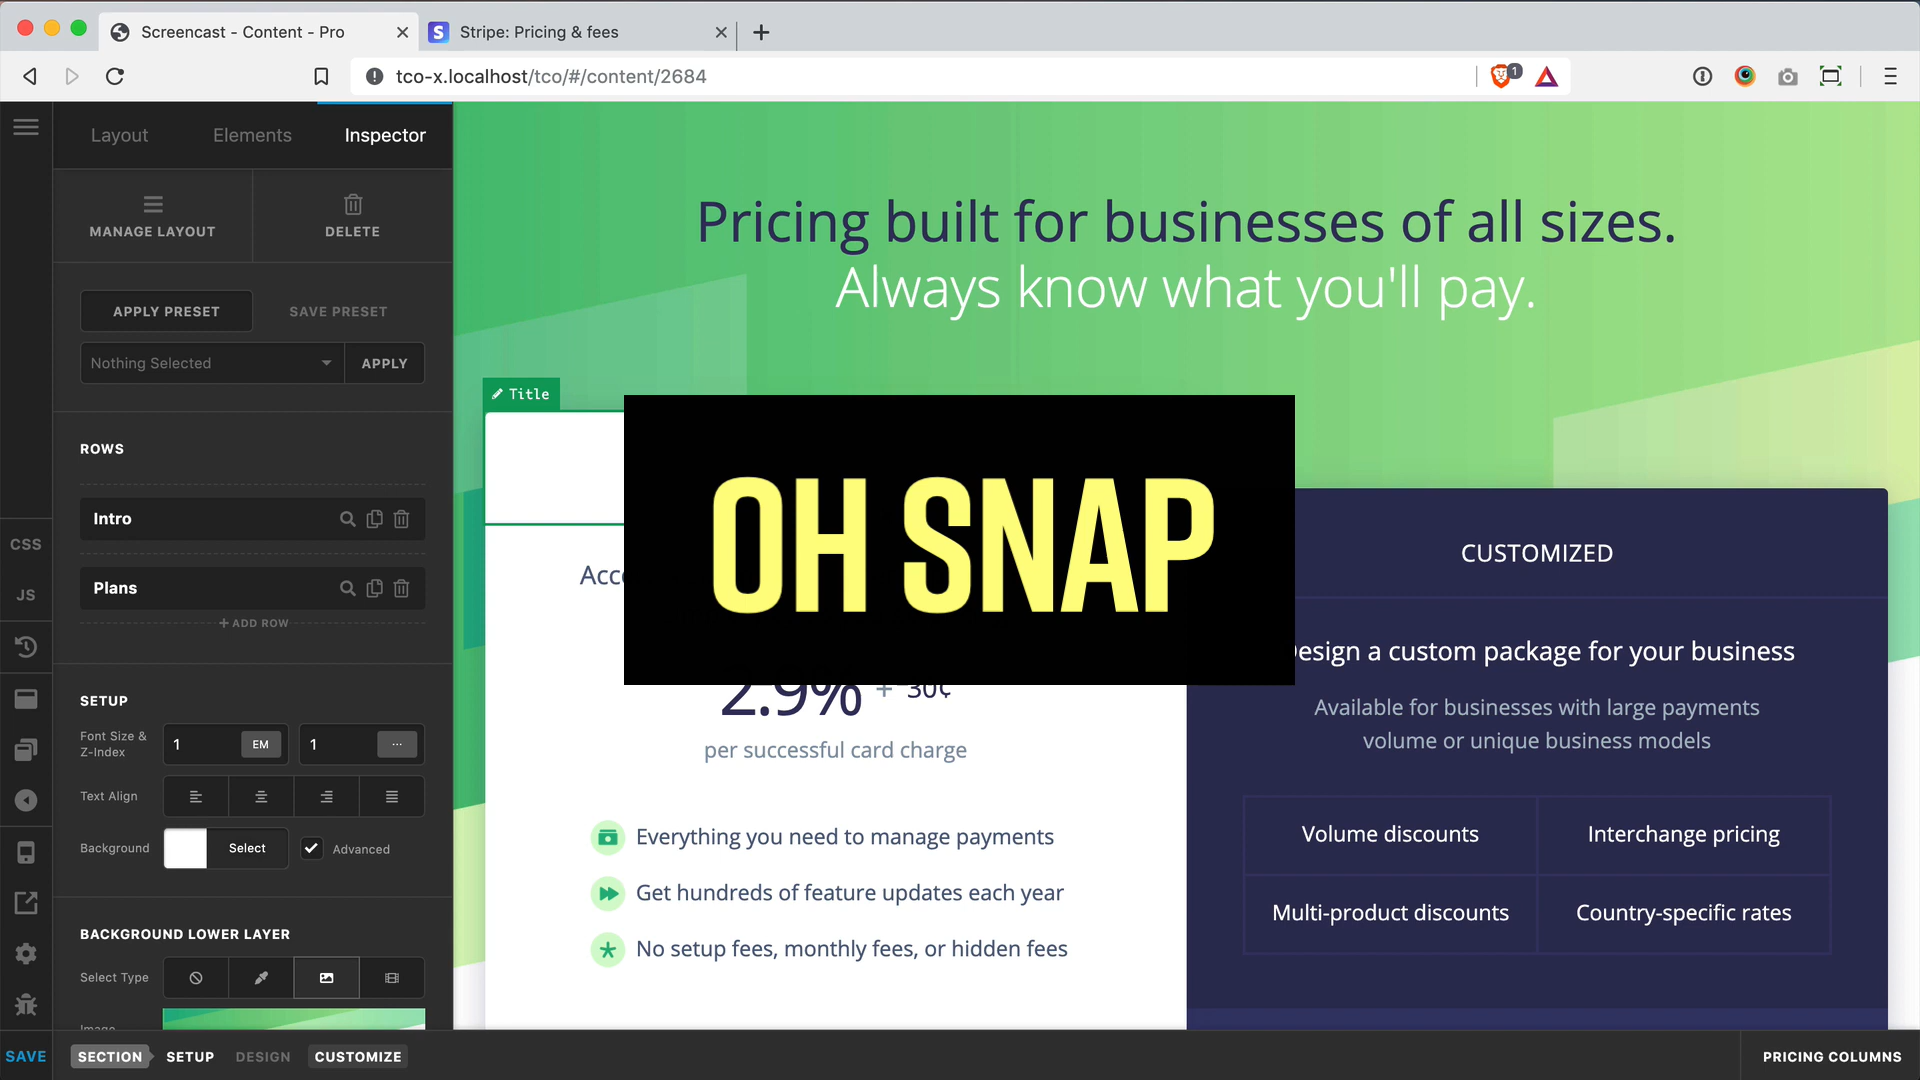 Screencast - Content - Pro
Stripe: Pricing & fees
tco-x.localhost/tco/#/content/2684
1
Layout
Elements
Inspector
MANAGE LAYOUT
DELETE
APPLY PRESET
SAVE PRESET
Nothing Selected
APPLY
ROWS
Intro
Plans
+ ADD ROW
SETUP
Font Size &
Z-Index
1
EM
1
...
Text Align
Background
Select
Advanced
BACKGROUND LOWER LAYER
Select Type
Image
CSS
JS
SAVE
SECTION
SETUP
DESIGN
CUSTOMIZE
PRICING COLUMNS
Pricing built for businesses of all sizes.
Always know what you'll pay.
Title
OH SNAP
2.9% + 30¢
per successful card charge
Everything you need to manage payments
Get hundreds of feature updates each year
No setup fees, monthly fees, or hidden fees
CUSTOMIZED
Design a custom package for your business
Available for businesses with large payments
volume or unique business models
Volume discounts
Interchange pricing
Multi-product discounts
Country-specific rates